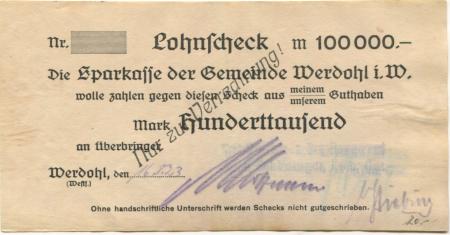 Nr. Lohnscheck m 100000.-
Die Sparkasse der Gemeinde Werdohl i. W.
wolle zahlen gegen diesen Scheck aus meinem
unserem Guthaben
Nur zur Verrechnung!
Mark Hunderttausend
an Überbringer
Werdohl, den
(Westf.)
Ohne handschriftliche Unterschrift werden Schecks nicht gutgeschrieben.
20.-